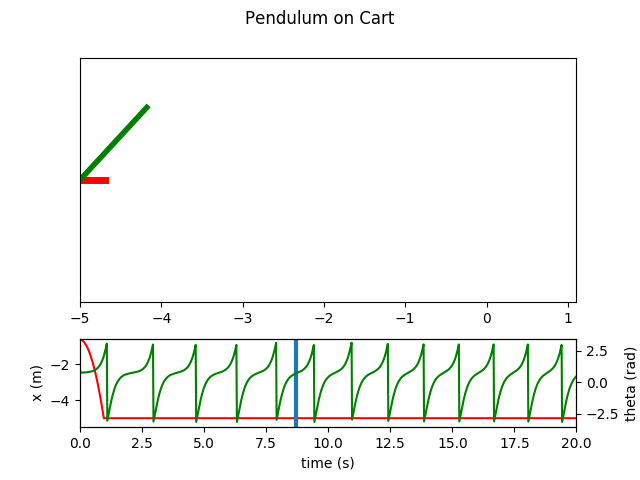 Pendulum on Cart
−5 −4 −3 −2 −1 0 1
−2
−4
x (m)
2.5
0.0
−2.5
theta (rad)
0.0 2.5 5.0 7.5 10.0 12.5 15.0 17.5 20.0
time (s)